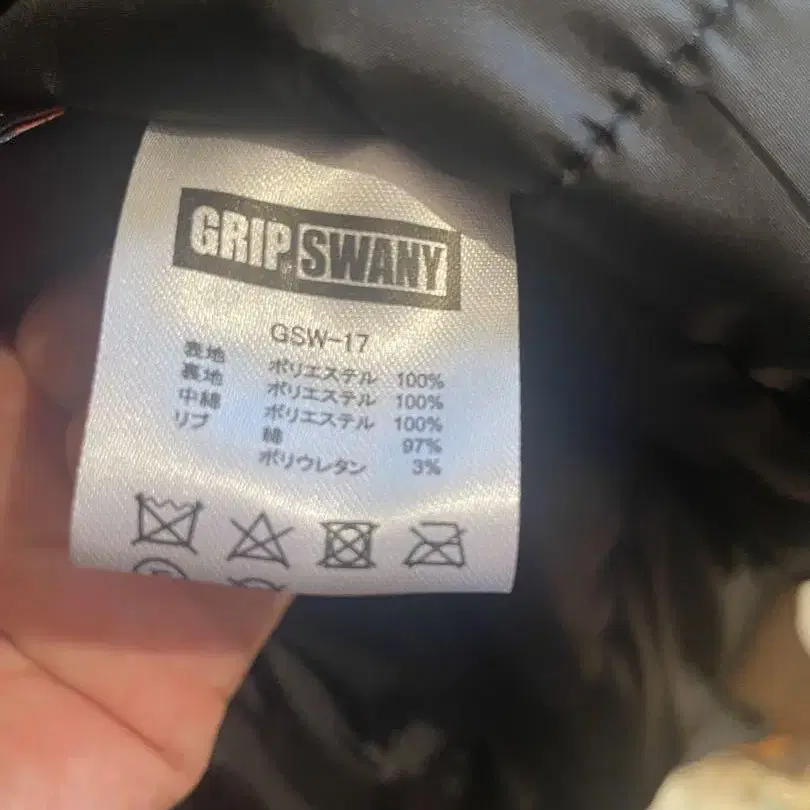 GRIP SWANY
GSW-17
表地 ポリエステル 100%
裏地 ポリエステル 100%
中綿 ポリエステル 100%
リブ 綿 97%
ポリウレタン 3%